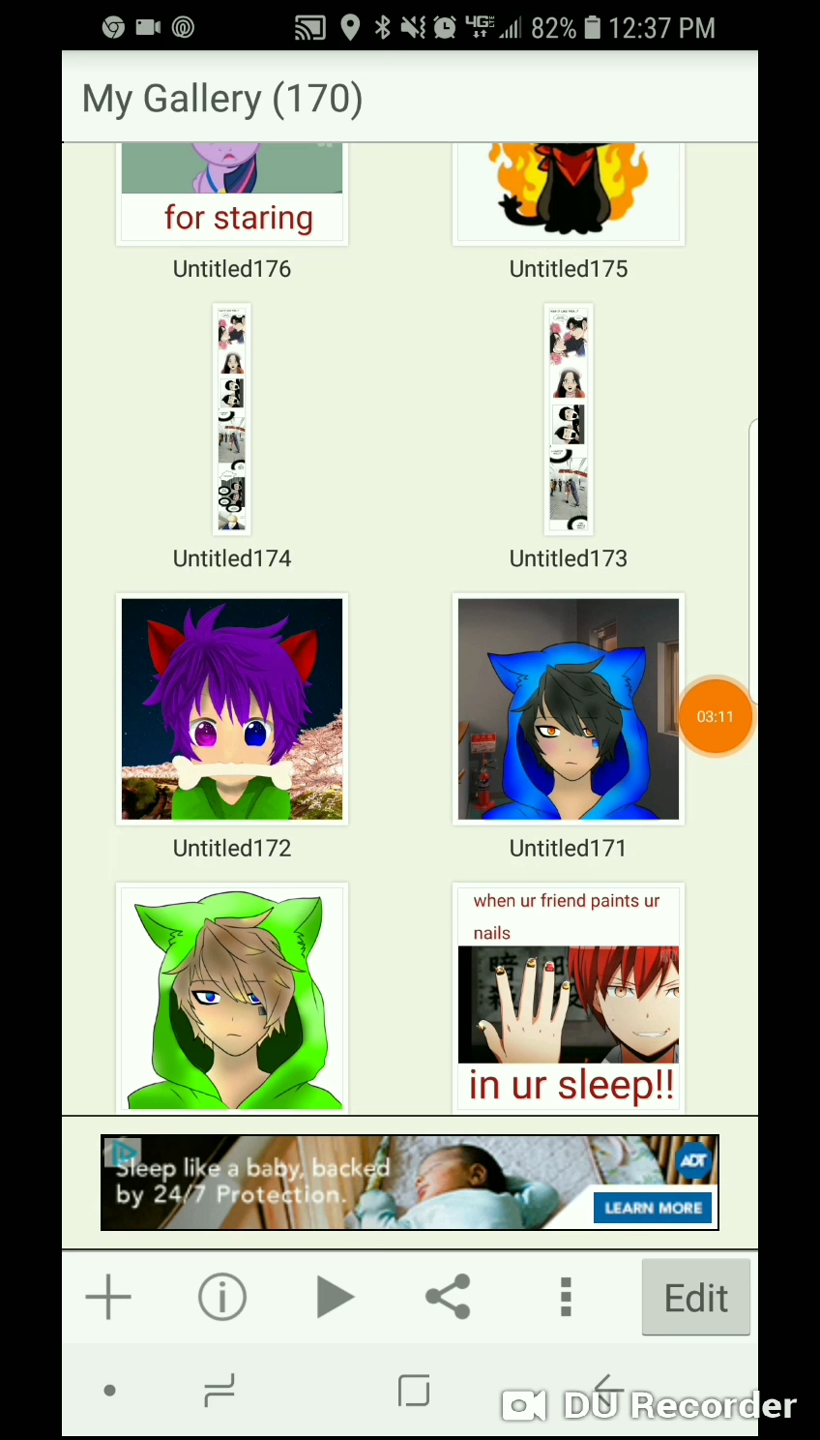 4G LTE 82% 12:37 PM
My Gallery (170)
for staring
Untitled176
Untitled175
Untitled174
Untitled173
03:11
Untitled172
Untitled171
when ur friend paints ur
nails
in ur sleep!!
Sleep like a baby, backed
by 24/7 Protection.
ADT
LEARN MORE
Edit
DU Recorder